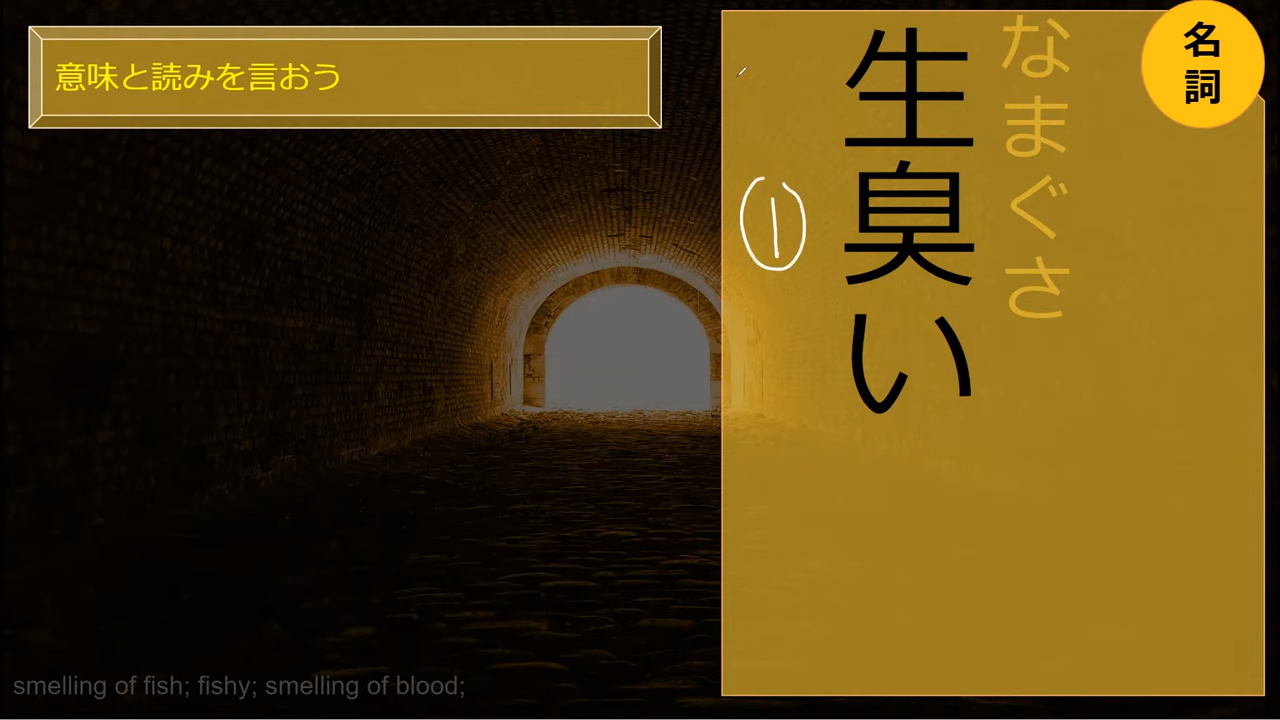 意味と読みを言おう
名詞
なまぐさ
生臭い
①
smelling of fish; fishy; smelling of blood;